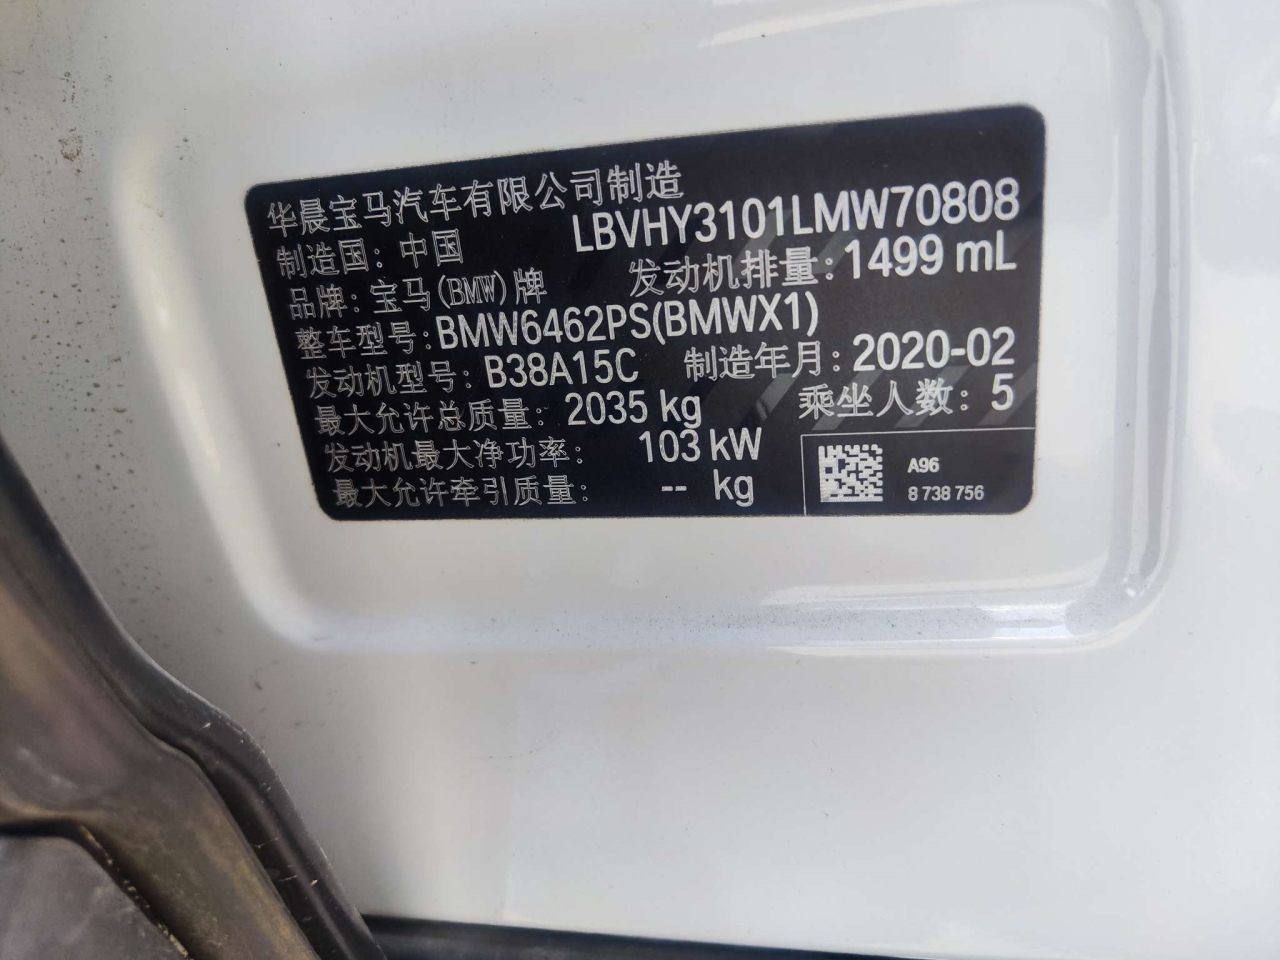 华晨宝马汽车有限公司制造
制造国：中国 LBVHY3101LMW70808
品牌：宝马(BMW)牌 发动机排量：1499 mL
整车型号：BMW6462PS(BMWX1)
发动机型号：B38A15C 制造年月：2020-02
最大允许总质量：2035 kg 乘坐人数：5
发动机最大净功率： 103 kW
最大允许牵引质量： -- kg
A96
8 738 756